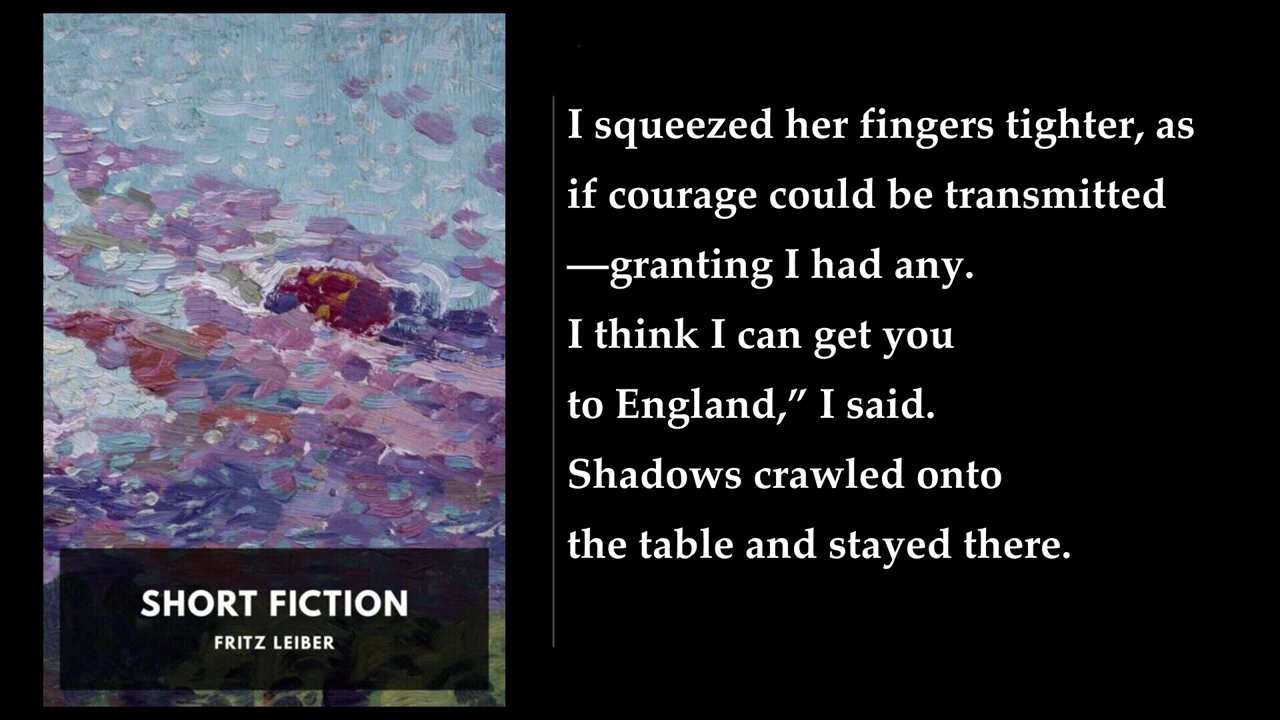 SHORT FICTION
FRITZ LEIBER
I squeezed her fingers tighter, as
if courage could be transmitted
—granting I had any.
I think I can get you
to England,” I said.
Shadows crawled onto
the table and stayed there.